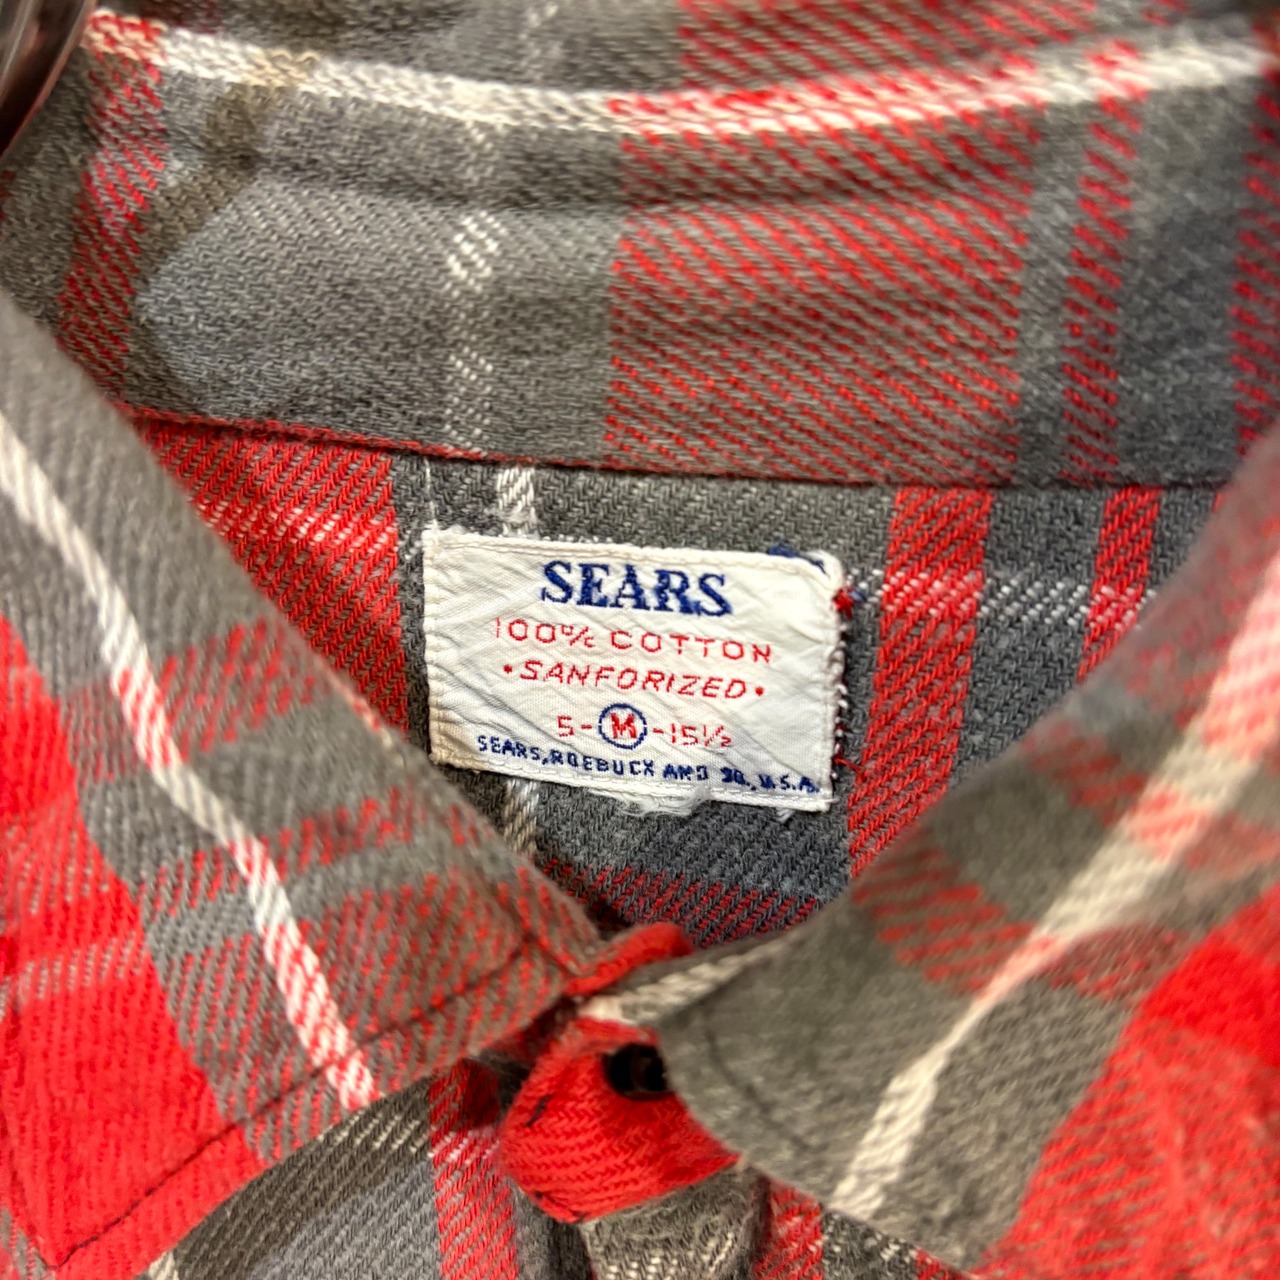 SEARS
100% COTTON
•SANFORIZED•
S-M-15½
SEARS, ROEBUCK AND CO., U.S.A.